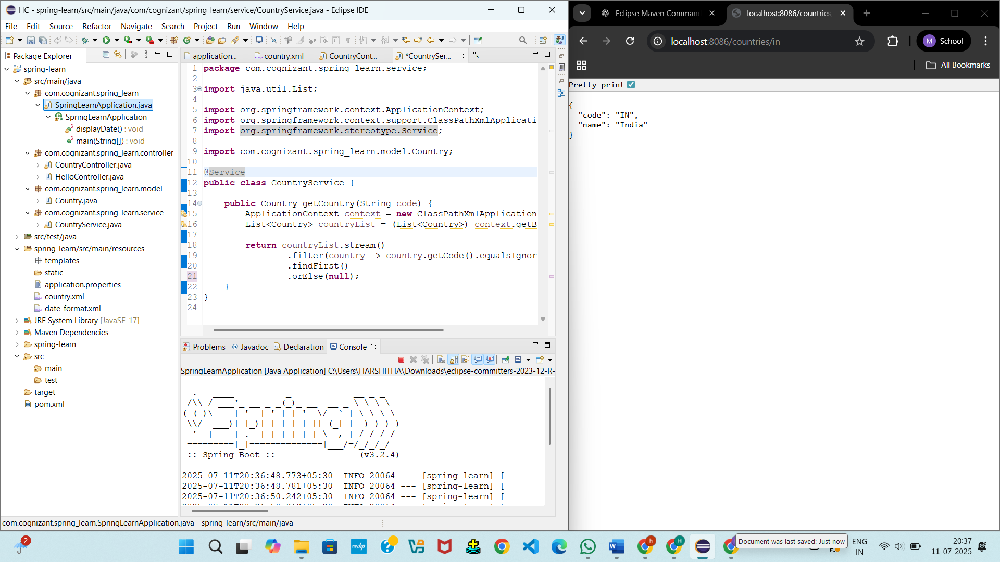 HC - spring-learn/src/main/java/com/cognizant/spring_learn/service/CountryService.java - Eclipse IDE
File Edit Source Refactor Navigate Search Project Run Window Help
Package Explorer
spring-learn
src/main/java
com.cognizant.spring_learn
SpringLearnApplication.java
SpringLearnApplication
displayDate() : void
main(String[]) : void
com.cognizant.spring_learn.controller
CountryController.java
HelloController.java
com.cognizant.spring_learn.model
Country.java
com.cognizant.spring_learn.service
CountryService.java
src/test/java
spring-learn/src/main/resources
templates
static
application.properties
country.xml
date-format.xml
JRE System Library [JavaSE-17]
Maven Dependencies
spring-learn
src
main
test
target
pom.xml
application... country.xml CountryCont... *CountrySer... »5
1 package com.cognizant.spring_learn.service;
2
3 import java.util.List;
4
5 import org.springframework.context.ApplicationContext;
6 import org.springframework.context.support.ClassPathXmlApplicati
7 import org.springframework.stereotype.Service;
8
9 import com.cognizant.spring_learn.model.Country;
10
11 @Service
12 public class CountryService {
13
14 public Country getCountry(String code) {
15 ApplicationContext context = new ClassPathXmlApplication
16 List<Country> countryList = (List<Country>) context.getB
17
18 return countryList.stream()
19 .filter(country -> country.getCode().equalsIgnor
20 .findFirst()
21 .orElse(null);
22 }
23 }
24
Problems @ Javadoc Declaration Console
SpringLearnApplication [Java Application] C:\Users\HARSHITHA\Downloads\eclipse-committers-2023-12-R-
  .   ____          _            __ _ _
 /\\ / ___'_ __ _ _(_)_ __  __ _ \ \ \ \
( ( )\___ | '_ | '_| | '_ \/ _` | \ \ \ \
 \\/  ___)| |_)| | | | | || (_| |  ) ) ) )
  '  |____| .__|_| |_|_| |_\__, | / / / /
 =========|_|==============|___/=/_/_/_/
 :: Spring Boot :: (v3.2.4)
2025-07-11T20:36:48.773+05:30 INFO 20064 --- [spring-learn] [
2025-07-11T20:36:48.781+05:30 INFO 20064 --- [spring-learn] [
2025-07-11T20:36:50.242+05:30 INFO 20064 --- [spring-learn] [
com.cognizant.spring_learn.SpringLearnApplication.java - spring-learn/src/main/java
Eclipse Maven Comman
localhost:8086/countries
localhost:8086/countries/in
M School
All Bookmarks
Pretty-print
{
"code": "IN",
"name": "India"
}
2
myhp
h
H
Document was last saved: Just now
ENG
IN
20:37
11-07-2025